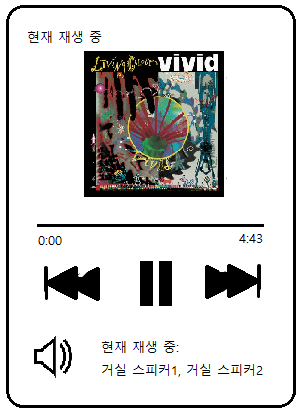 현재 재생 중
Living Colour vivid
0:00
4:43
현재 재생 중:
거실 스피커1, 거실 스피커2